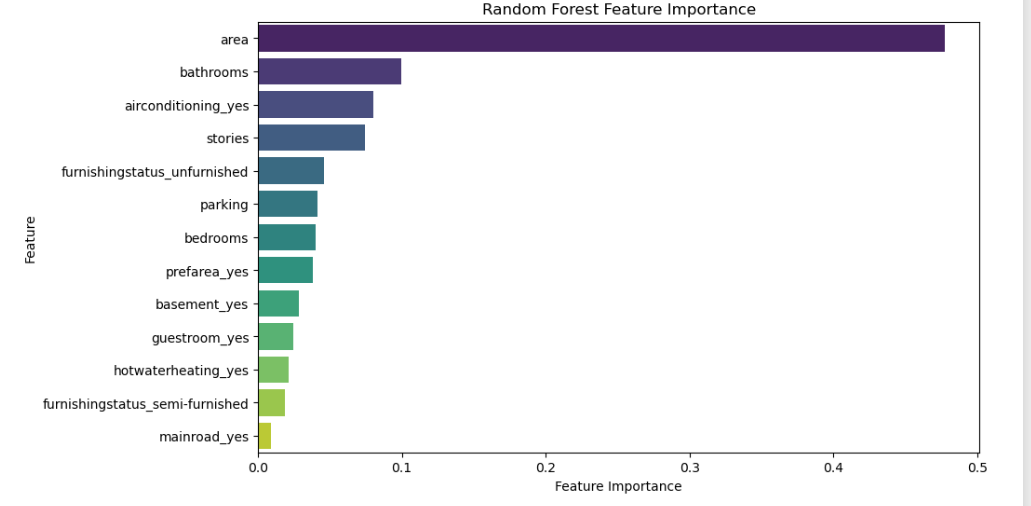 Random Forest Feature Importance
area
bathrooms
airconditioning_yes
stories
furnishingstatus_unfurnished
parking
bedrooms
prefarea_yes
basement_yes
guestroom_yes
hotwaterheating_yes
furnishingstatus_semi-furnished
mainroad_yes
Feature
0.0 0.1 0.2 0.3 0.4 0.5
Feature Importance